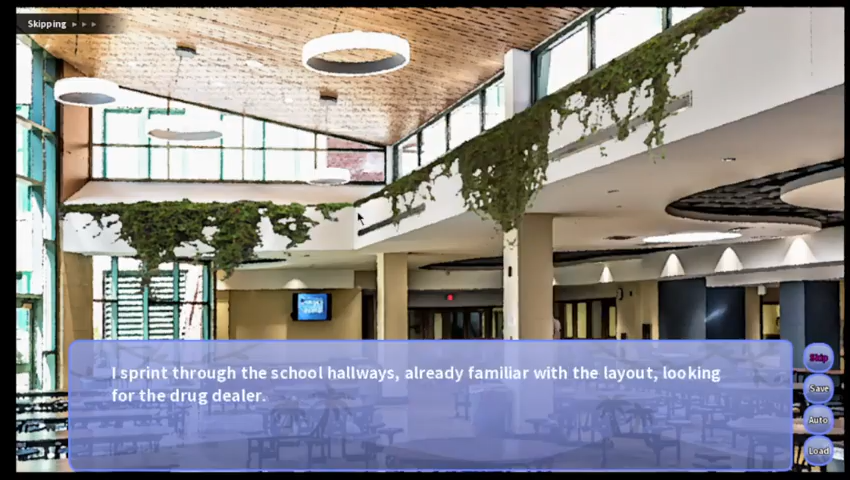 Skipping
I sprint through the school hallways, already familiar with the layout, looking
for the drug dealer.
Skip
Save
Auto
Load